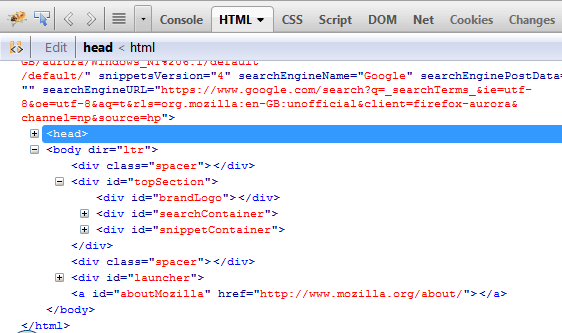 Console HTML CSS Script DOM Net Cookies Changes
Edit head < html
GB/aurora/Windows_NT%206.1/default
/default/" snippetsVersion="4" searchEngineName="Google" searchEnginePostData=
"" searchEngineURL="https://www.google.com/search?q=_searchTerms_&ie=utf-
8&oe=utf-8&aq=t&rls=org.mozilla:en-GB:unofficial&client=firefox-aurora&
channel=np&source=hp">
<head>
<body dir="ltr">
<div class="spacer"></div>
<div id="topSection">
<div id="brandLogo"></div>
<div id="searchContainer">
<div id="snippetContainer">
</div>
<div class="spacer"></div>
<div id="launcher">
<a id="aboutMozilla" href="http://www.mozilla.org/about/"></a>
</body>
</html>